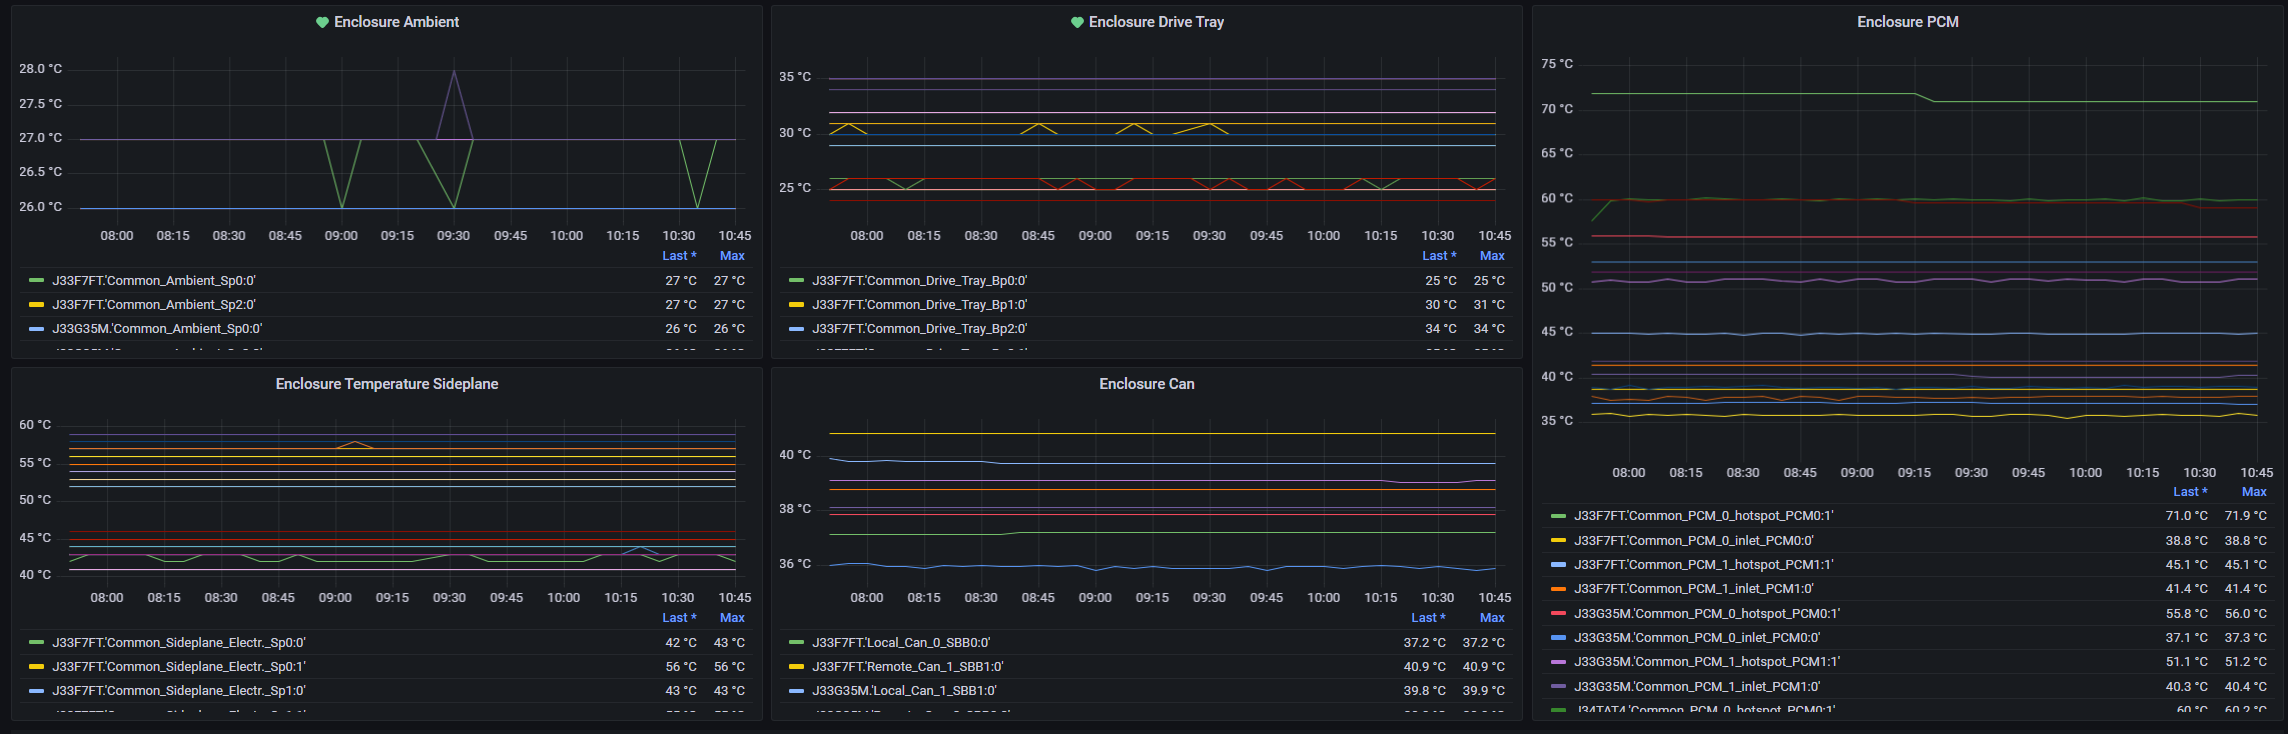 Enclosure Ambient
28.0 °C
27.5 °C
27.0 °C
26.5 °C
26.0 °C
08:00 08:15 08:30 08:45 09:00 09:15 09:30 09:45 10:00 10:15 10:30 10:45
Last * Max
J33F7FT.'Common_Ambient_Sp0:0' 27 °C 27 °C
J33F7FT.'Common_Ambient_Sp2:0' 27 °C 27 °C
J33G35M.'Common_Ambient_Sp0:0' 26 °C 26 °C
Enclosure Drive Tray
35 °C
30 °C
25 °C
08:00 08:15 08:30 08:45 09:00 09:15 09:30 09:45 10:00 10:15 10:30 10:45
Last * Max
J33F7FT.'Common_Drive_Tray_Bp0:0' 25 °C 25 °C
J33F7FT.'Common_Drive_Tray_Bp1:0' 30 °C 31 °C
J33F7FT.'Common_Drive_Tray_Bp2:0' 34 °C 34 °C
Enclosure Temperature Sideplane
60 °C
55 °C
50 °C
45 °C
40 °C
08:00 08:15 08:30 08:45 09:00 09:15 09:30 09:45 10:00 10:15 10:30 10:45
Last * Max
J33F7FT.'Common_Sideplane_Electr._Sp0:0' 42 °C 43 °C
J33F7FT.'Common_Sideplane_Electr._Sp0:1' 56 °C 56 °C
J33F7FT.'Common_Sideplane_Electr._Sp1:0' 43 °C 43 °C
Enclosure Can
40 °C
38 °C
36 °C
08:00 08:15 08:30 08:45 09:00 09:15 09:30 09:45 10:00 10:15 10:30 10:45
Last * Max
J33F7FT.'Local_Can_0_SBB0:0' 37.2 °C 37.2 °C
J33F7FT.'Remote_Can_1_SBB1:0' 40.9 °C 40.9 °C
J33G35M.'Local_Can_1_SBB1:0' 39.8 °C 39.9 °C
Enclosure PCM
75 °C
70 °C
65 °C
60 °C
55 °C
50 °C
45 °C
40 °C
35 °C
08:00 08:15 08:30 08:45 09:00 09:15 09:30 09:45 10:00 10:15 10:30 10:45
Last * Max
J33F7FT.'Common_PCM_0_hotspot_PCM0:1' 71.0 °C 71.9 °C
J33F7FT.'Common_PCM_0_inlet_PCM0:0' 38.8 °C 38.8 °C
J33F7FT.'Common_PCM_1_hotspot_PCM1:1' 45.1 °C 45.1 °C
J33F7FT.'Common_PCM_1_inlet_PCM1:0' 41.4 °C 41.4 °C
J33G35M.'Common_PCM_0_hotspot_PCM0:1' 55.8 °C 56.0 °C
J33G35M.'Common_PCM_0_inlet_PCM0:0' 37.1 °C 37.3 °C
J33G35M.'Common_PCM_1_hotspot_PCM1:1' 51.1 °C 51.2 °C
J33G35M.'Common_PCM_1_inlet_PCM1:0' 40.3 °C 40.4 °C
J34TAT4.'Common_PCM_0_hotspot_PCM0:1' 60 °C 60.2 °C